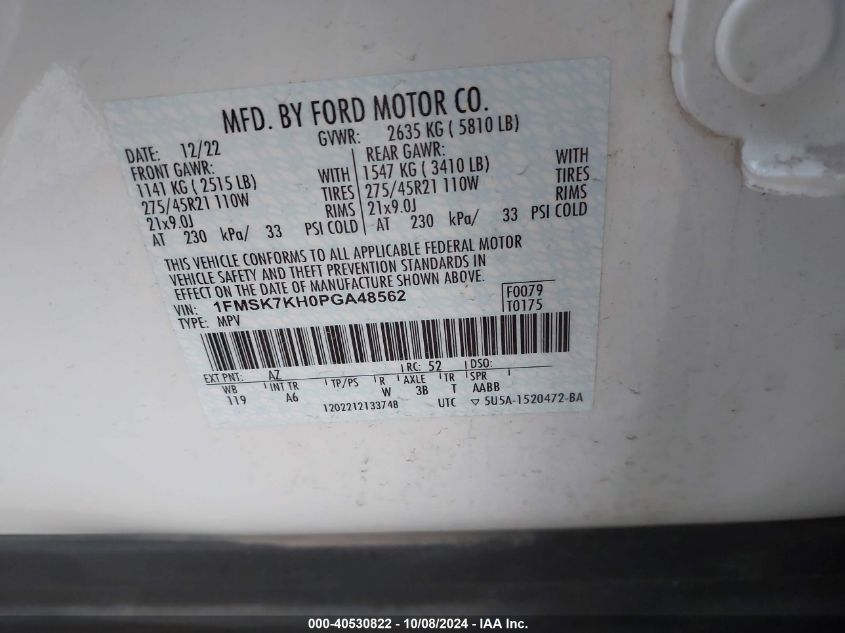 MFD. BY FORD MOTOR CO.
DATE: 12/22 GVWR: 2635 KG ( 5810 LB)
FRONT GAWR: REAR GAWR:
1141 KG ( 2515 LB) WITH 1547 KG ( 3410 LB) WITH
275/45R21 110W TIRES 275/45R21 110W TIRES
21x9.0J RIMS 21x9.0J RIMS
AT 230 kPa/ 33 PSI COLD AT 230 kPa/ 33 PSI COLD
THIS VEHICLE CONFORMS TO ALL APPLICABLE FEDERAL MOTOR
VEHICLE SAFETY AND THEFT PREVENTION STANDARDS IN
EFFECT ON THE DATE OF MANUFACTURE SHOWN ABOVE.
VIN: 1FMSK7KH0PGA48562 F0079
TYPE: MPV T0175
EXT PNT: AZ RC: 52 DSO:
WB INT TR TP/PS R AXLE TR SPR
119 A6 W 3B T AABB
1202212133748 UTC ▽ 5U5A-1520472-BA
000-40530822 - 10/08/2024 - IAA Inc.